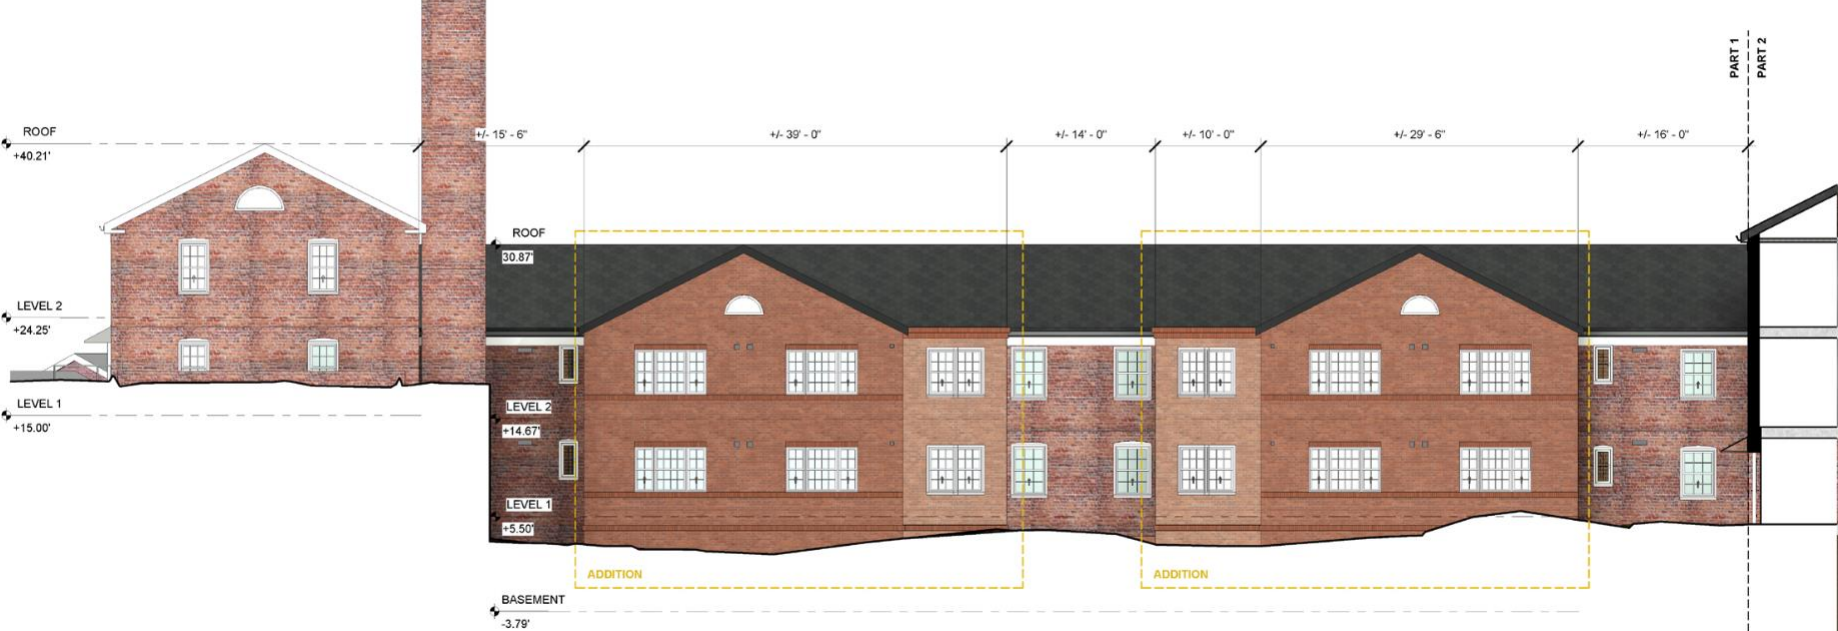 PART 1
PART 2
ROOF
+40.21'
+/- 15' - 6"
+/- 39' - 0"
+/- 14' - 0"
+/- 10' - 0"
+/- 29' - 6"
+/- 16' - 0"
ROOF
30.87'
LEVEL 2
+24.25'
LEVEL 1
+15.00'
LEVEL 2
+14.67'
LEVEL 1
+5.50'
ADDITION
ADDITION
BASEMENT
-3.79'